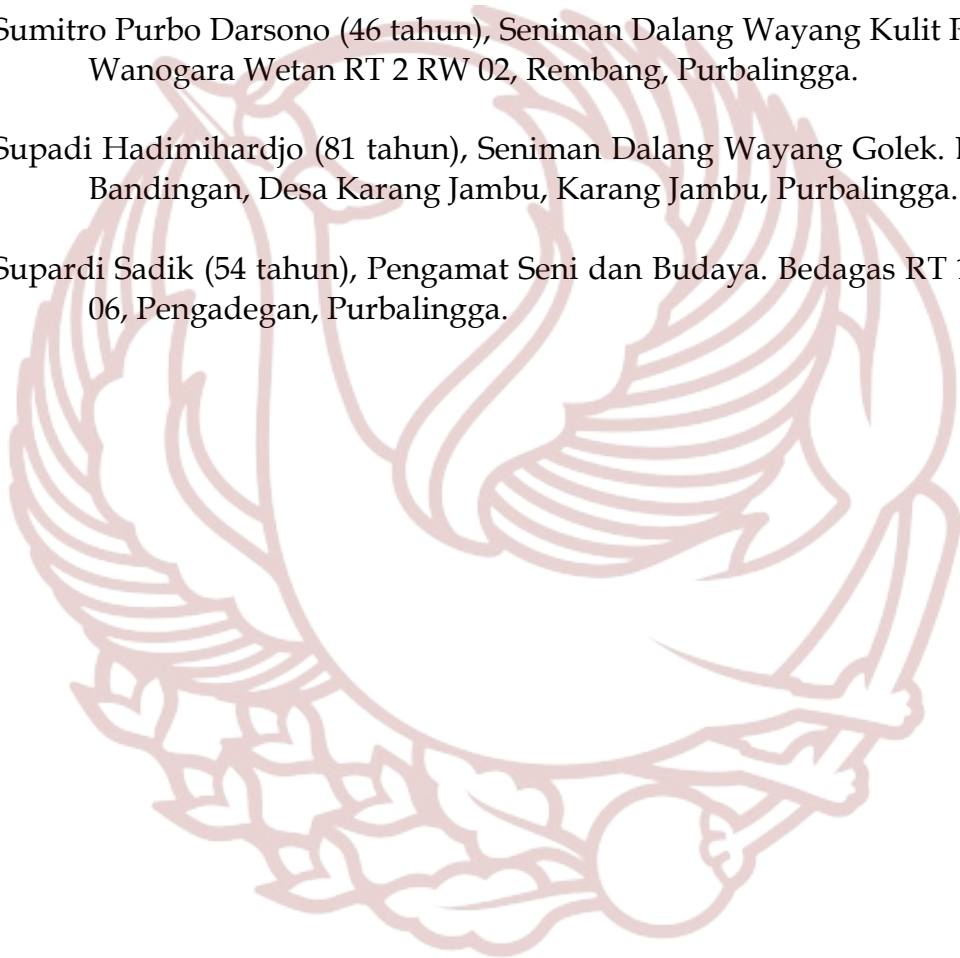 Sumitro Purbo Darsono (46 tahun), Seniman Dalang Wayang Kulit
Wanogara Wetan RT 2 RW 02, Rembang, Purbalingga.
Supadi Hadimihardjo (81 tahun), Seniman Dalang Wayang Golek.
Bandingan, Desa Karang Jambu, Karang Jambu, Purbalingga.
Supardi Sadik (54 tahun), Pengamat Seni dan Budaya. Bedagas RT
06, Pengadegan, Purbalingga.